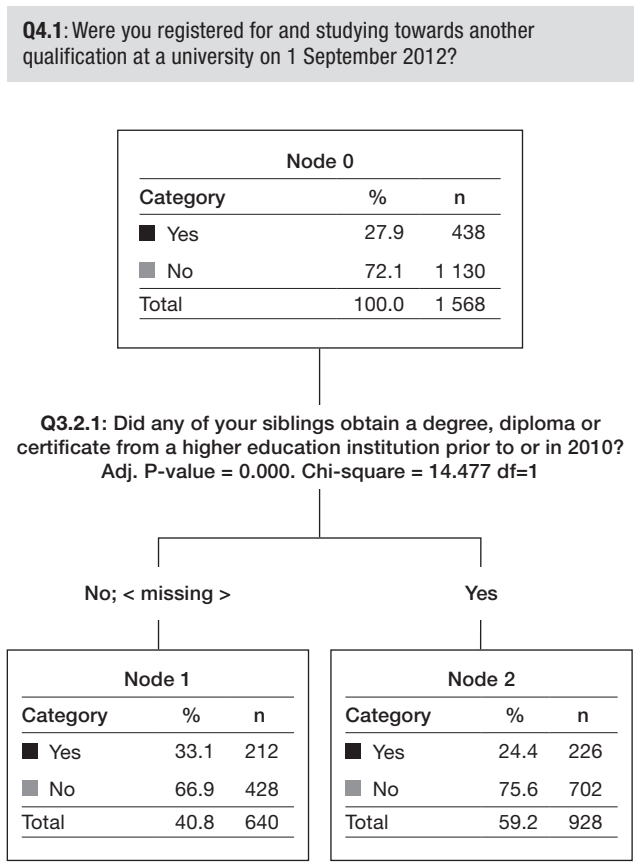 Q4.1: Were you registered for and studying towards another
qualification at a university on 1 September 2012?
Node 0
Category % n
Yes 27.9 438
No 72.1 1 130
Total 100.0 1 568
Q3.2.1: Did any of your siblings obtain a degree, diploma or
certificate from a higher education institution prior to or in 2010?
Adj. P-value = 0.000. Chi-square = 14.477 df=1
No; < missing >
Yes
Node 1
Category % n
Yes 33.1 212
No 66.9 428
Total 40.8 640
Node 2
Category % n
Yes 24.4 226
No 75.6 702
Total 59.2 928